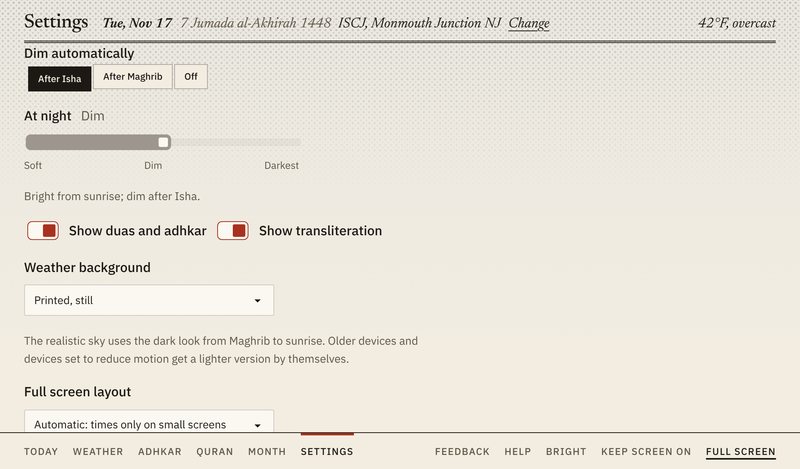 Settings Tue, Nov 17 7 Jumada al-Akhirah 1448 ISCJ, Monmouth Junction NJ Change 42°F, overcast
Dim automatically
After Isha After Maghrib Off
At night Dim
Soft Dim Darkest
Bright from sunrise; dim after Isha.
Show duas and adhkar Show transliteration
Weather background
Printed, still
The realistic sky uses the dark look from Maghrib to sunrise. Older devices and
devices set to reduce motion get a lighter version by themselves.
Full screen layout
Automatic: times only on small screens
TODAY WEATHER ADHKAR QURAN MONTH SETTINGS FEEDBACK HELP BRIGHT KEEP SCREEN ON FULL SCREEN